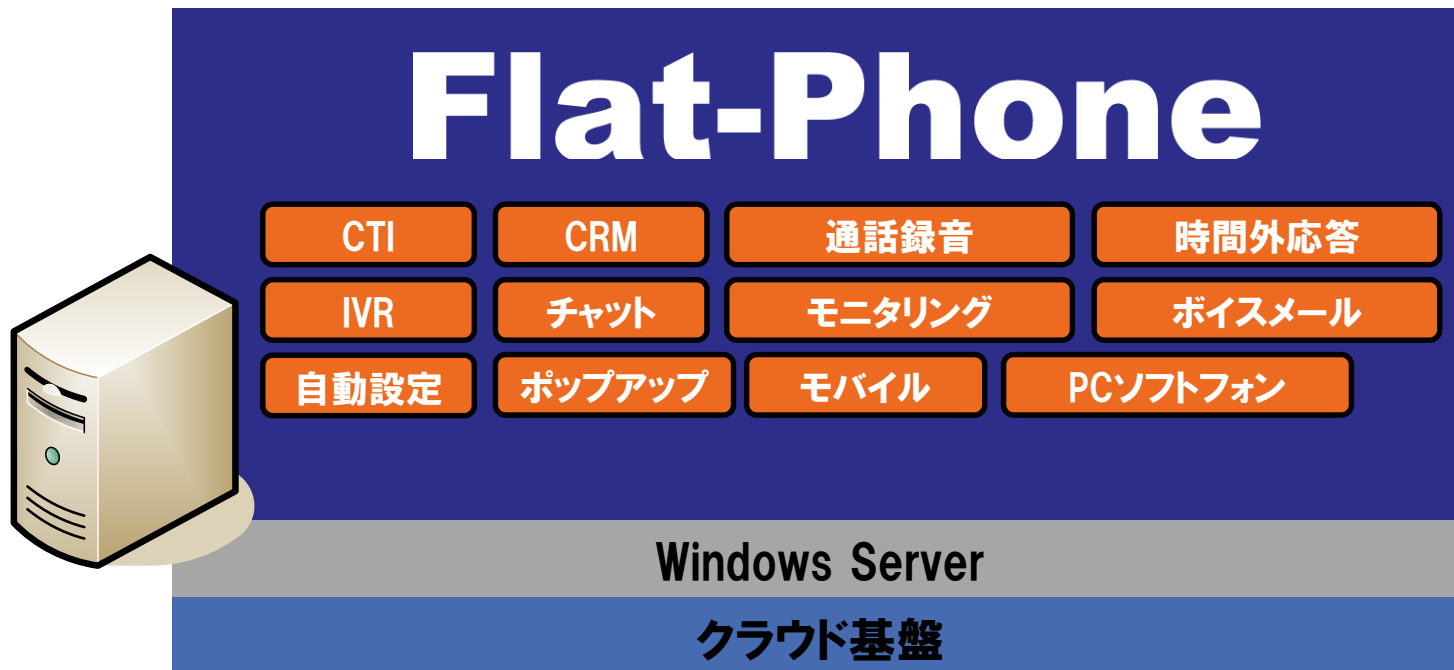 Flat-Phone
CTI CRM 通話録音 時間外応答
IVR チャット モニタリング ボイスメール
自動設定 ポップアップ モバイル PCソフトフォン
Windows Server
クラウド基盤